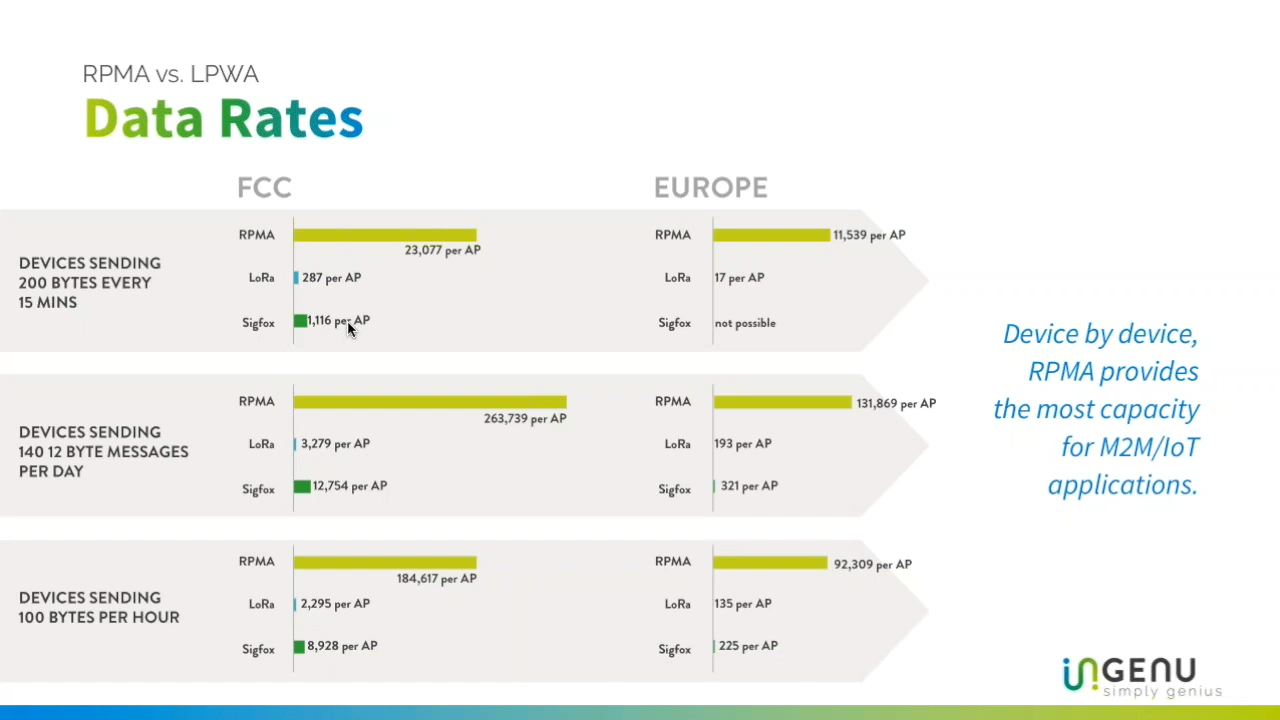 RPMA vs. LPWA
Data Rates
FCC
EUROPE
DEVICES SENDING
200 BYTES EVERY
15 MINS
RPMA
23,077 per AP
LoRa
287 per AP
Sigfox
1,116 per AP
RPMA
11,539 per AP
LoRa
17 per AP
Sigfox
not possible
DEVICES SENDING
140 12 BYTE MESSAGES
PER DAY
RPMA
263,739 per AP
LoRa
3,279 per AP
Sigfox
12,754 per AP
RPMA
131,869 per AP
LoRa
193 per AP
Sigfox
321 per AP
DEVICES SENDING
100 BYTES PER HOUR
RPMA
184,617 per AP
LoRa
2,295 per AP
Sigfox
8,928 per AP
RPMA
92,309 per AP
LoRa
135 per AP
Sigfox
225 per AP
Device by device,
RPMA provides
the most capacity
for M2M/IoT
applications.
inGENU
simply genius